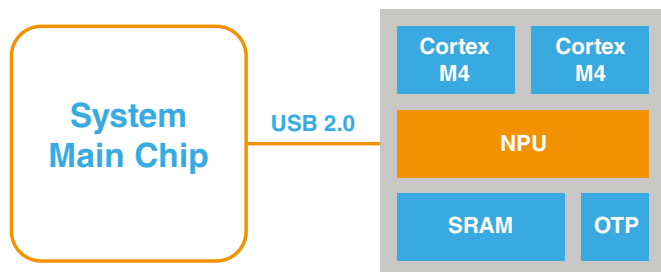 System
Main Chip
USB 2.0
Cortex
M4
Cortex
M4
NPU
SRAM
OTP